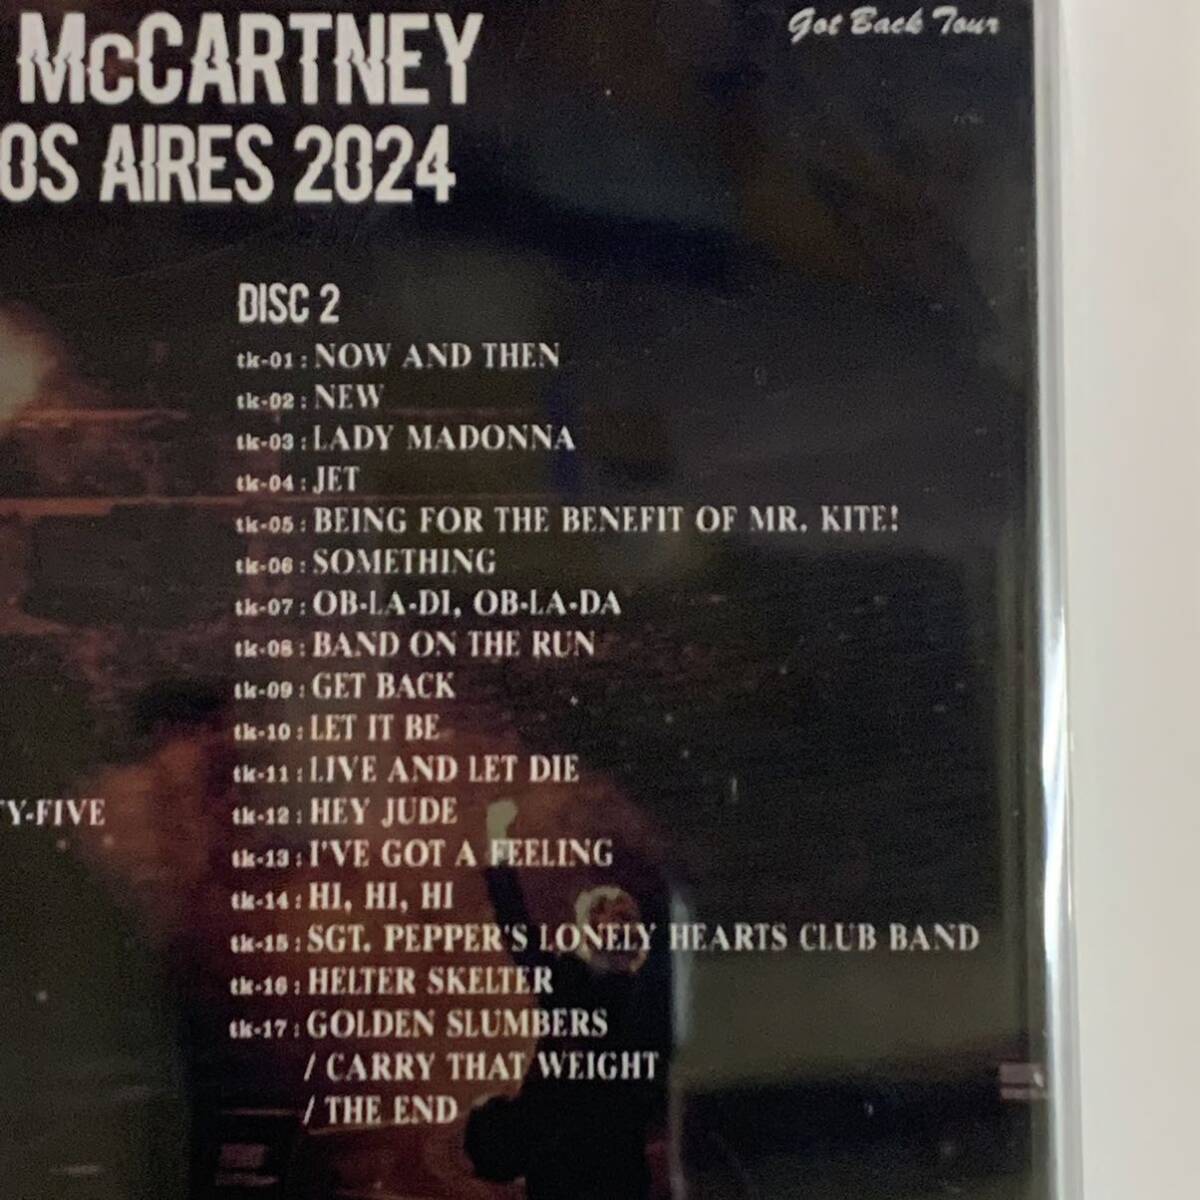 Got Back Tour
McCARTNEY
OS AIRES 2024
DISC 2
tk-01 : NOW AND THEN
tk-02 : NEW
tk-03 : LADY MADONNA
tk-04 : JET
tk-05 : BEING FOR THE BENEFIT OF MR. KITE!
tk-06 : SOMETHING
tk-07 : OB-LA-DI, OB-LA-DA
tk-08 : BAND ON THE RUN
tk-09 : GET BACK
tk-10 : LET IT BE
tk-11 : LIVE AND LET DIE
TY-FIVE
tk-12 : HEY JUDE
tk-13 : I'VE GOT A FEELING
tk-14 : HI, HI, HI
tk-15 : SGT. PEPPER'S LONELY HEARTS CLUB BAND
tk-16 : HELTER SKELTER
tk-17 : GOLDEN SLUMBERS
/ CARRY THAT WEIGHT
/ THE END